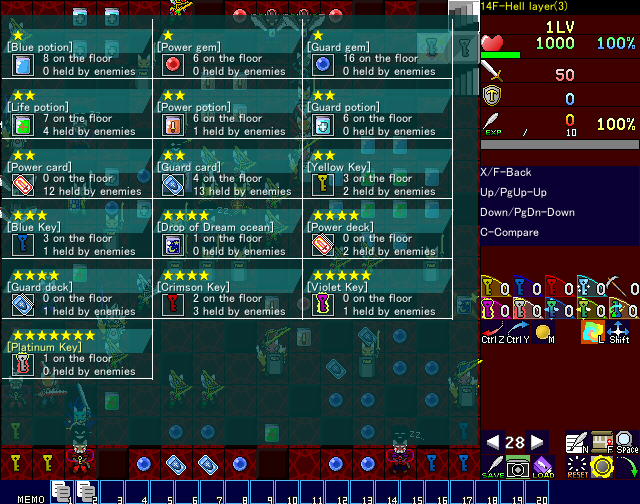 14F-Hell layer(3)
1LV
1000 100%
50
0
EXP 0 / 10 100%
X/F-Back
Up/PgUp-Up
Down/PgDn-Down
C-Compare
[Blue potion]
8 on the floor
0 held by enemies
[Power gem]
6 on the floor
0 held by enemies
[Guard gem]
16 on the floor
0 held by enemies
[Life potion]
7 on the floor
4 held by enemies
[Power potion]
6 on the floor
1 held by enemies
[Guard potion]
6 on the floor
0 held by enemies
[Power card]
0 on the floor
12 held by enemies
[Guard card]
4 on the floor
13 held by enemies
[Yellow Key]
3 on the floor
2 held by enemies
[Blue Key]
3 on the floor
1 held by enemies
[Drop of Dream ocean]
1 on the floor
0 held by enemies
[Power deck]
0 on the floor
2 held by enemies
[Guard deck]
0 on the floor
1 held by enemies
[Crimson Key]
2 on the floor
3 held by enemies
[Violet Key]
0 on the floor
1 held by enemies
[Platinum Key]
1 on the floor
0 held by enemies
0 0 0
0 0 0 0
Ctrl Z Ctrl Y M L Shift
28
N F Space
SAVE LOAD RESET
zz..
MEMO 1 2 3 4 5 6 7 8 9 10 11 12 13 14 15 16 17 18 19 20